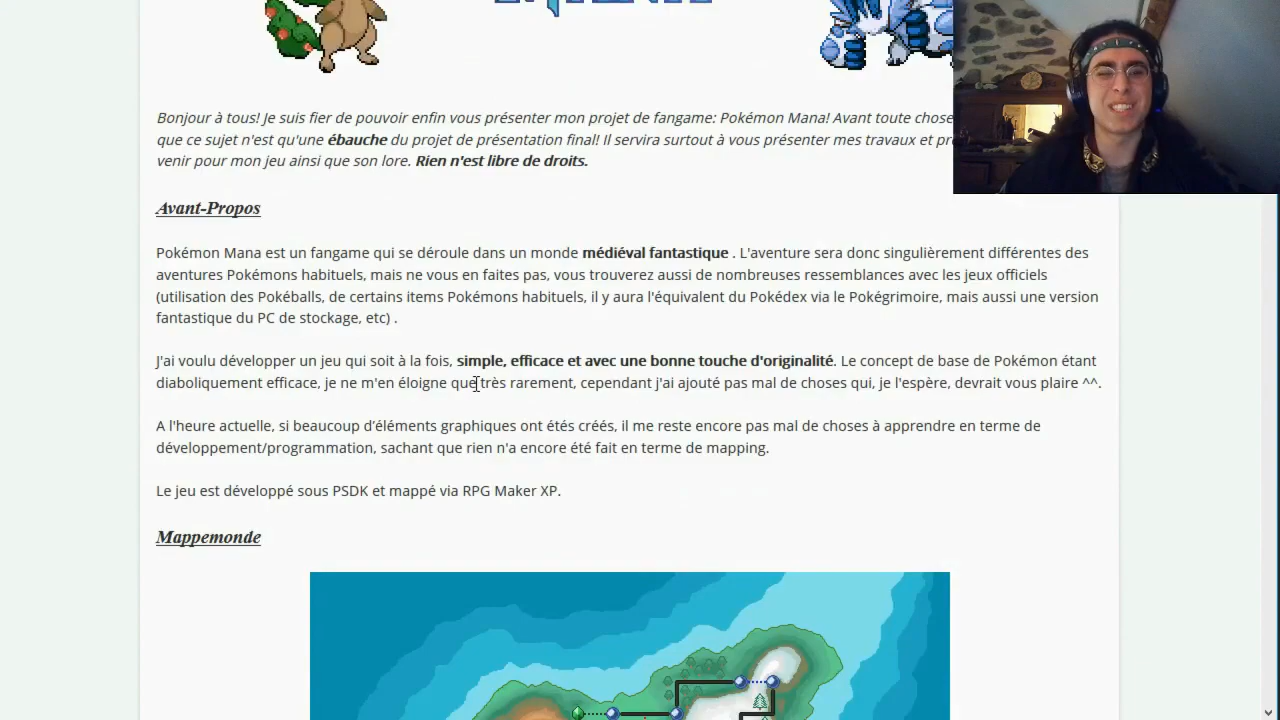 Bonjour à tous! Je suis fier de pouvoir enfin vous présenter mon projet de fangame: Pokémon Mana! Avant toute chose
que ce sujet n'est qu'une ébauche du projet de présentation final! Il servira surtout à vous présenter mes travaux et
venir pour mon jeu ainsi que son lore. Rien n'est libre de droits.
Avant-Propos
Pokémon Mana est un fangame qui se déroule dans un monde médiéval fantastique . L'aventure sera donc singulièrement différentes des
aventures Pokémons habituels, mais ne vous en faites pas, vous trouverez aussi de nombreuses ressemblances avec les jeux officiels
(utilisation des Pokéballs, de certains items Pokémons habituels, il y aura l'équivalent du Pokédex via le Pokégrimoire, mais aussi une version
fantastique du PC de stockage, etc) .
J'ai voulu développer un jeu qui soit à la fois, simple, efficace et avec une bonne touche d'originalité. Le concept de base de Pokémon étant
diaboliquement efficace, je ne m'en éloigne que très rarement, cependant j'ai ajouté pas mal de choses qui, je l'espère, devrait vous plaire ^^.
A l'heure actuelle, si beaucoup d'éléments graphiques ont étés créés, il me reste encore pas mal de choses à apprendre en terme de
développement/programmation, sachant que rien n'a encore été fait en terme de mapping.
Le jeu est développé sous PSDK et mappé via RPG Maker XP.
Mappemonde